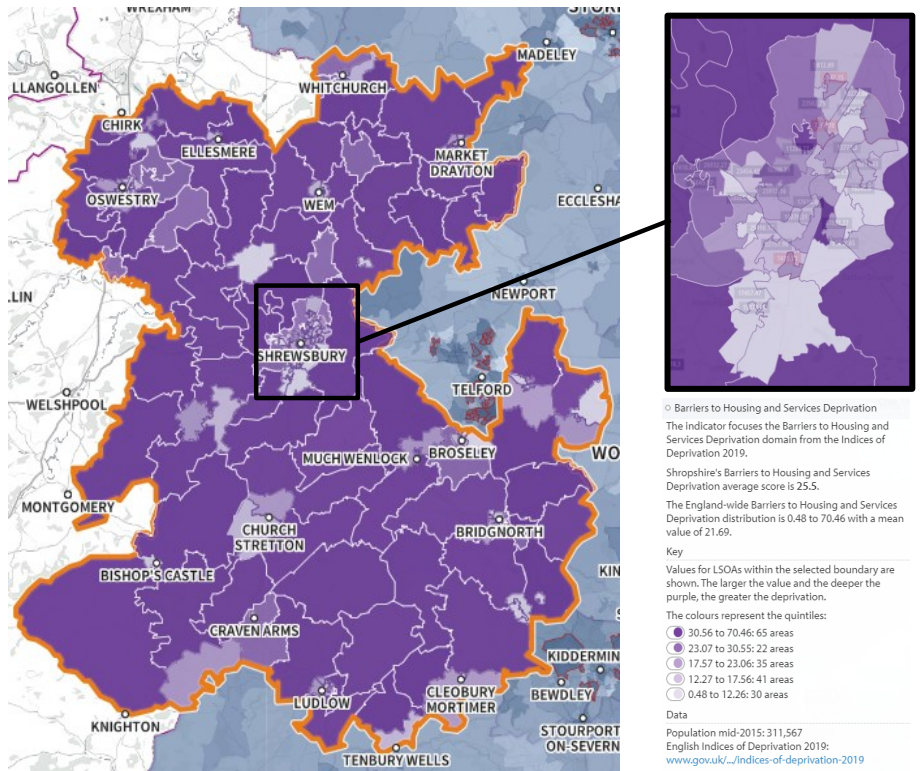 WREXHAM
STOKE
LLANGOLLEN
MADELEY
WHITCHURCH
CHIRK
ELLESMERE
MARKET
DRAYTON
OSWESTRY
WEM
ECCLESHA
LIN
NEWPORT
SHREWSBURY
TELFORD
WELSHPOOL
MUCH WENLOCK
BROSELEY
WO
MONTGOMERY
CHURCH
STRETTON
BRIDGNORTH
BISHOP'S CASTLE
KIN
CRAVEN ARMS
KIDDERMIN
LUDLOW
CLEOBURY
MORTIMER
BEWDLEY
KNIGHTON
STOURPORT
-ON-SEVERN
TENBURY WELLS
Barriers to Housing and Services Deprivation
The indicator focuses the Barriers to Housing and
Services Deprivation domain from the Indices of
Deprivation 2019.
Shropshire's Barriers to Housing and Services
Deprivation average score is 25.5.
The England-wide Barriers to Housing and Services
Deprivation distribution is 0.48 to 70.46 with a mean
value of 21.69.
Key
Values for LSOAs within the selected boundary are
shown. The larger the value and the deeper the
purple, the greater the deprivation.
The colours represent the quintiles:
30.56 to 70.46: 65 areas
23.07 to 30.55: 22 areas
17.57 to 23.06: 35 areas
12.27 to 17.56: 41 areas
0.48 to 12.26: 30 areas
Data
Population mid-2015: 311,567
English Indices of Deprivation 2019:
www.gov.uk/.../indices-of-deprivation-2019